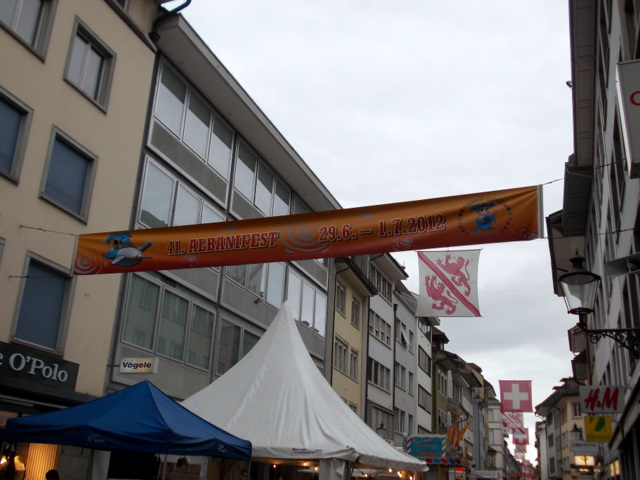 41. ALBANIFEST 29.6. – 1.7.2012
O'Polo
Vögele
H&M